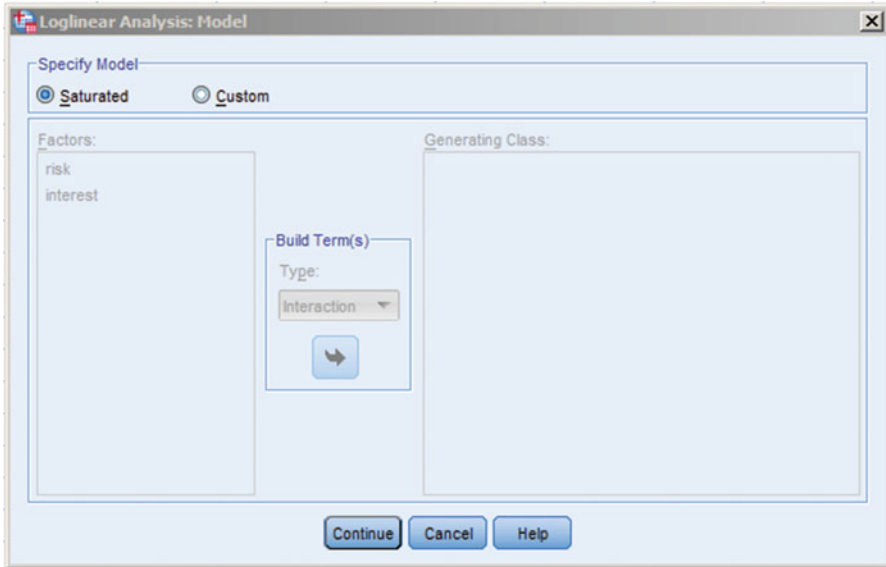 Loglinear Analysis: Model
Specify Model
Saturated
Custom
Factors:
risk
interest
Generating Class:
Build Term(s)
Type:
Interaction
Continue
Cancel
Help